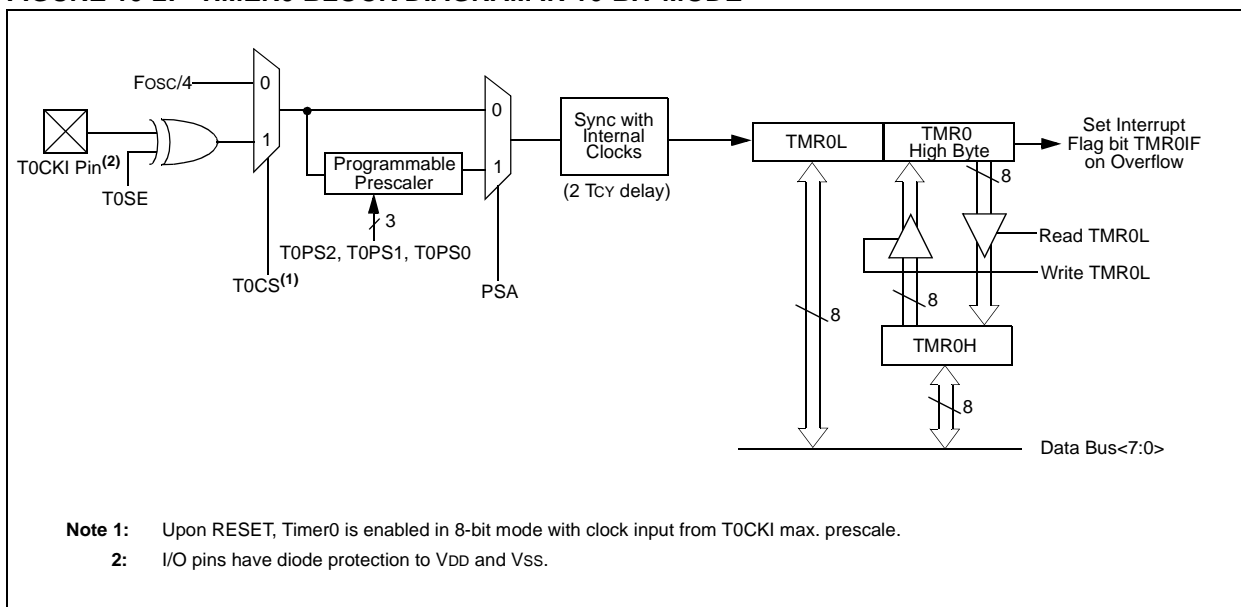 FOSC/4
0
1
T0CKI Pin(2)
T0SE
T0CS(1)
Programmable
Prescaler
3
T0PS2, T0PS1, T0PS0
0
1
PSA
Sync with
Internal
Clocks
(2 TCY delay)
TMR0L
TMR0
High Byte
Set Interrupt
Flag bit TMR0IF
on Overflow
8
Read TMR0L
Write TMR0L
8
8
TMR0H
8
Data Bus<7:0>
Note 1: Upon RESET, Timer0 is enabled in 8-bit mode with clock input from T0CKI max. prescale.
2: I/O pins have diode protection to VDD and VSS.